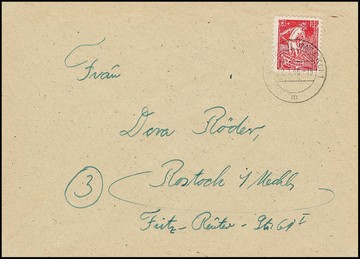 Frau
Dora Röder,
3
Rostock i/Meckl.
Fritz-Reuter-Str. 61 I